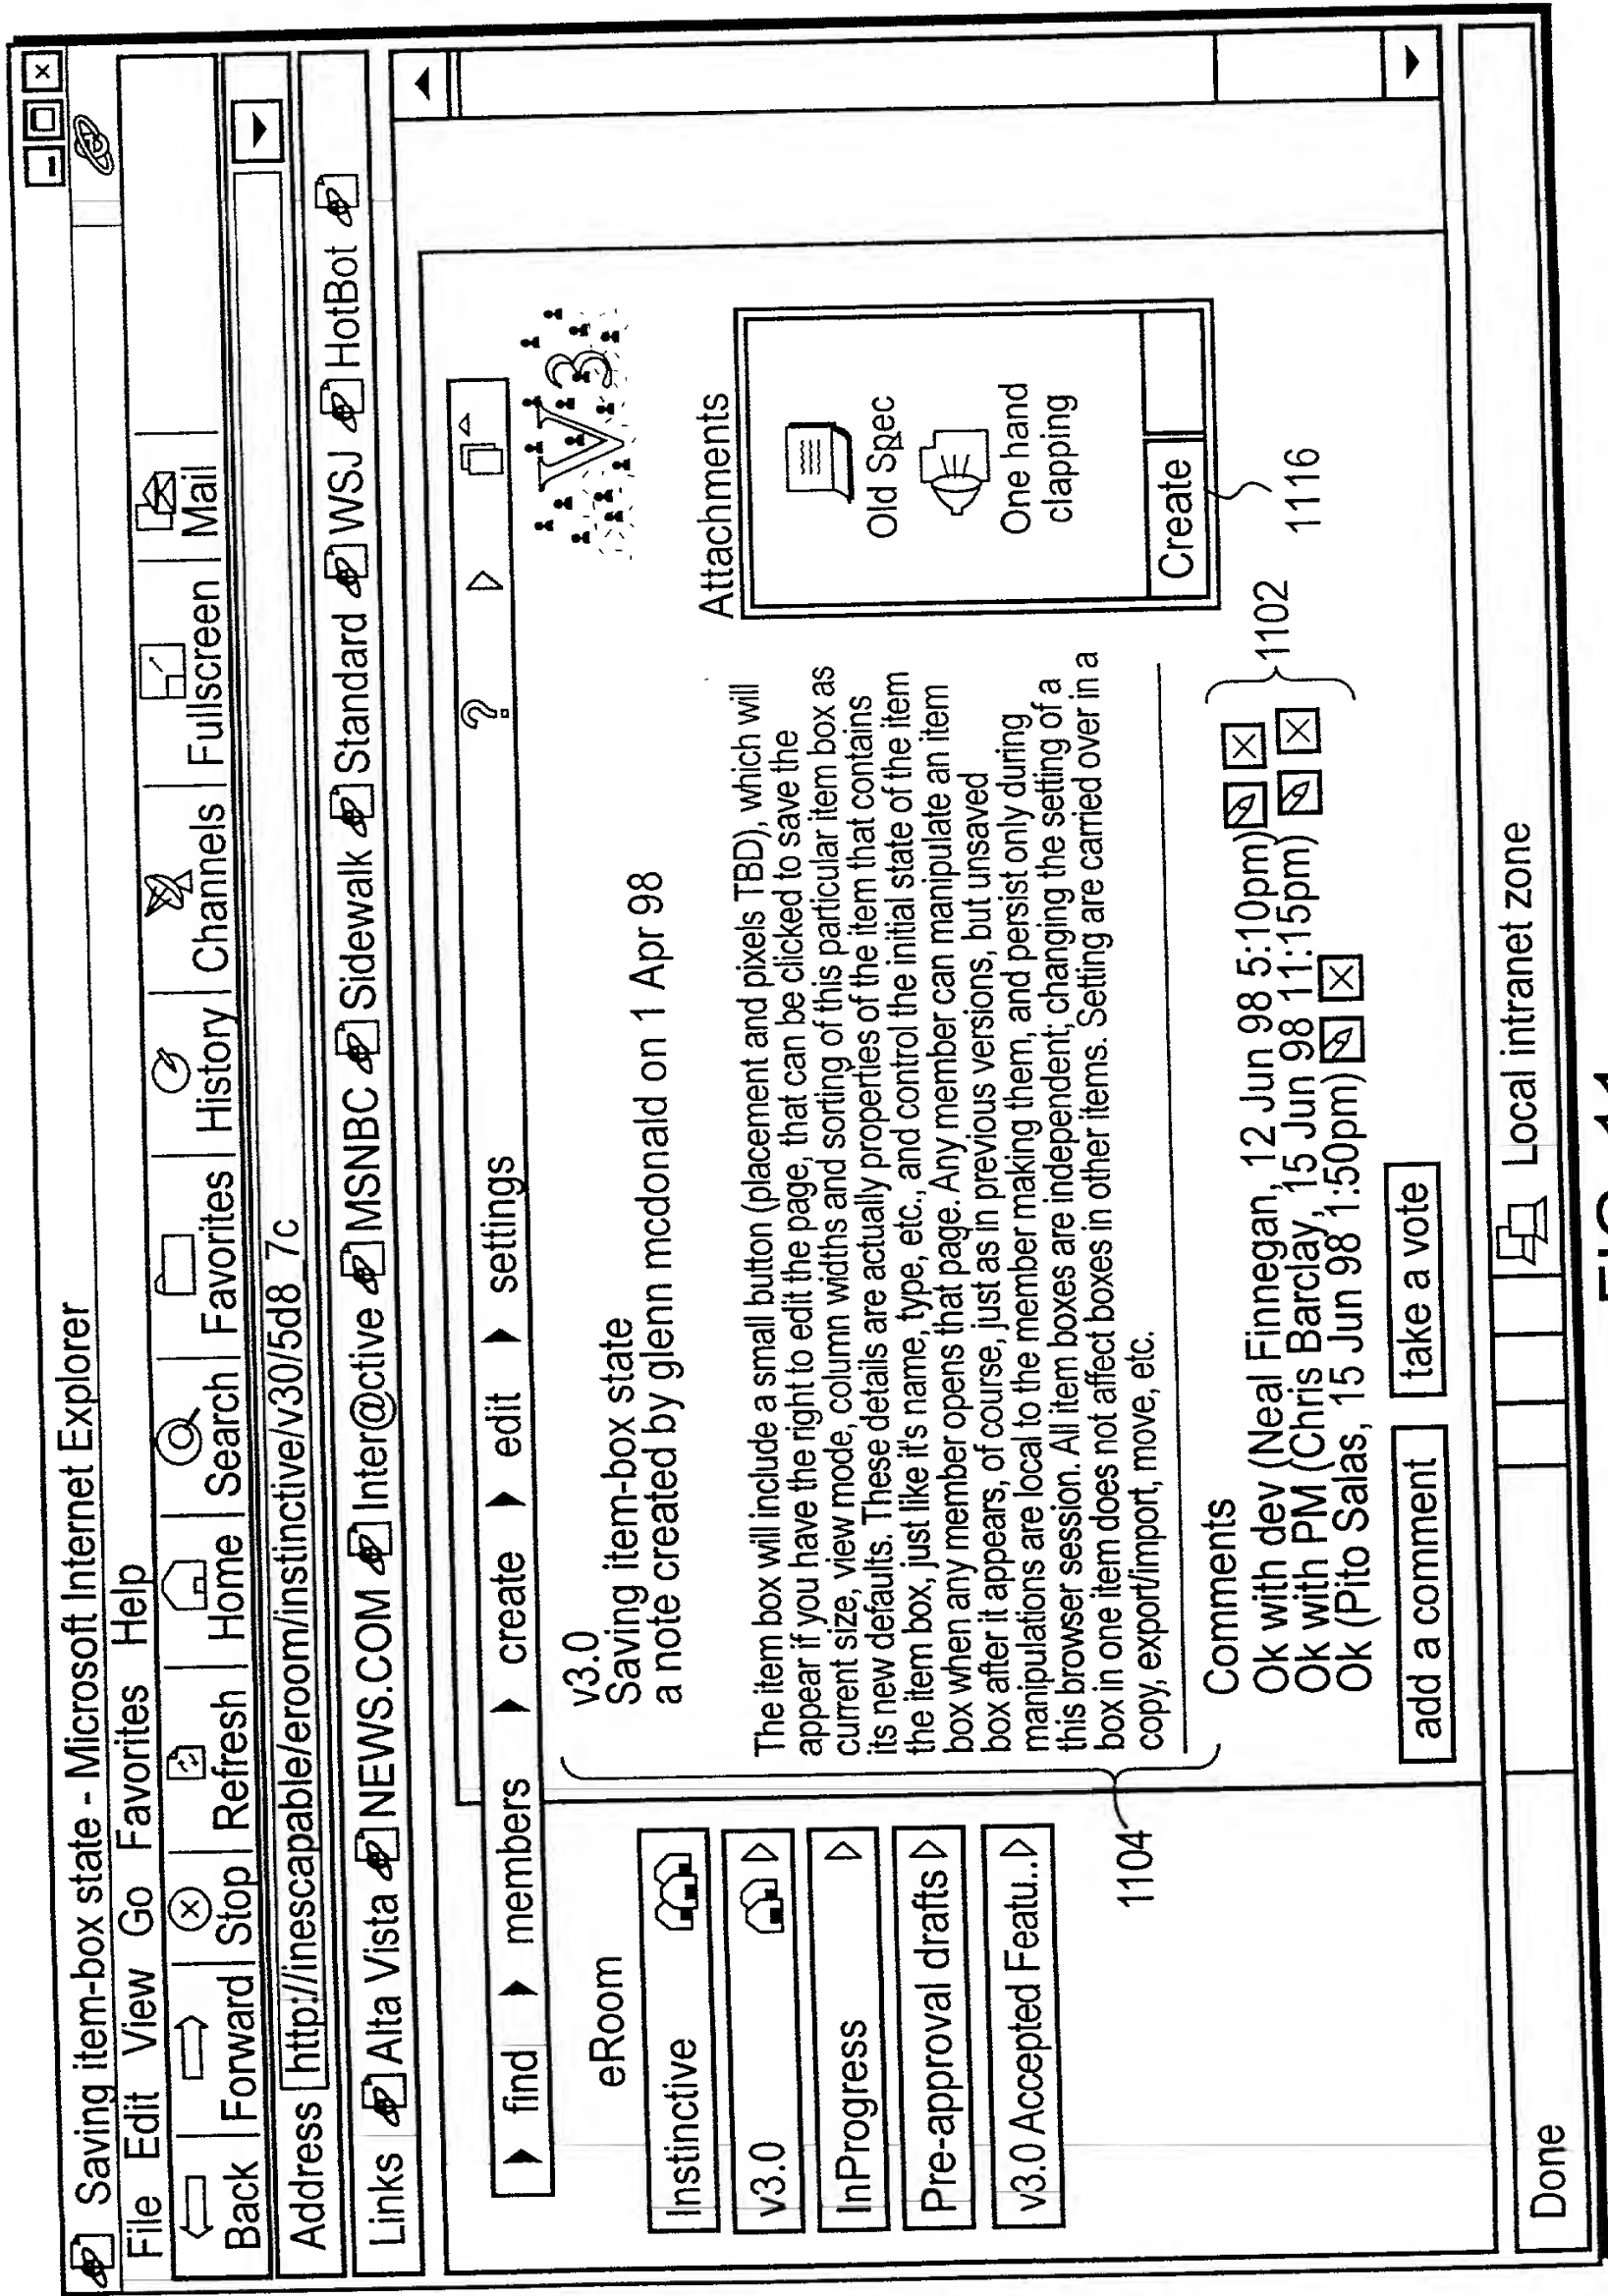 Saving item-box state - Microsoft Internet Explorer
File Edit View Go Favorites Help
Back Forward Stop Refresh Home Search Favorites History Channels Fullscreen Mail
Address http://inescapable/eroom/instinctive/v30/5d8_7c
Links Alta Vista NEWS.COM Inter@ctive MSNBC Sidewalk Standard WSJ HotBot
find members create edit settings ?
eRoom
Instinctive
v3.0
InProgress
Pre-approval drafts
v3.0 Accepted Featu..
1104
v3.0
Saving item-box state
a note created by glenn mcdonald on 1 Apr 98
V3
The item box will include a small button (placement and pixels TBD), which will
appear if you have the right to edit the page, that can be clicked to save the
current size, view mode, column widths and sorting of this particular item box as
its new defaults. These details are actually properties of the item that contains
the item box, just like it's name, type, etc., and control the initial state of the item
box when any member opens that page. Any member can manipulate an item
box after it appears, of course, just as in previous versions, but unsaved
manipulations are local to the member making them, and persist only during
this browser session. All item boxes are independent; changing the setting of a
box in one item does not affect boxes in other items. Setting are carried over in a
copy, export/import, move, etc.
Attachments
Old Spec
One hand
clapping
Create
1116
Comments
Ok with dev (Neal Finnegan, 12 Jun 98 5:10pm)
Ok with PM (Chris Barclay, 15 Jun 98 11:15pm)
Ok (Pito Salas, 15 Jun 98 1:50pm)
1102
add a comment take a vote
Done Local intranet zone
FIG. 11